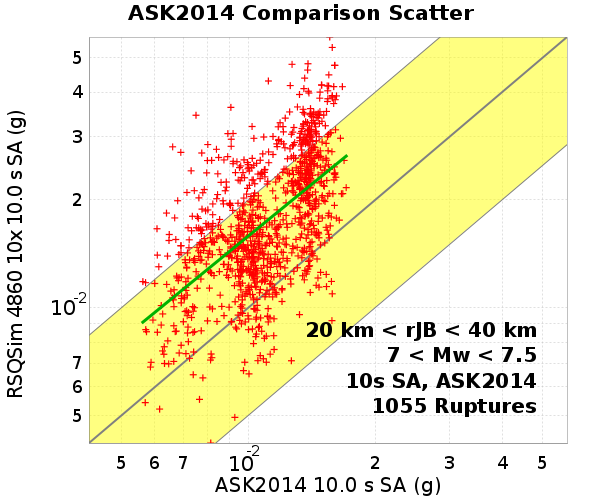 ASK2014 Comparison Scatter
RSQSim 4860 10x 10.0 s SA (g)
5
4
3
2
10-2
7
6
5
20 km < rJB < 40 km
7 < Mw < 7.5
10s SA, ASK2014
1055 Ruptures
5 6 7 10-2 2 3 4 5
ASK2014 10.0 s SA (g)